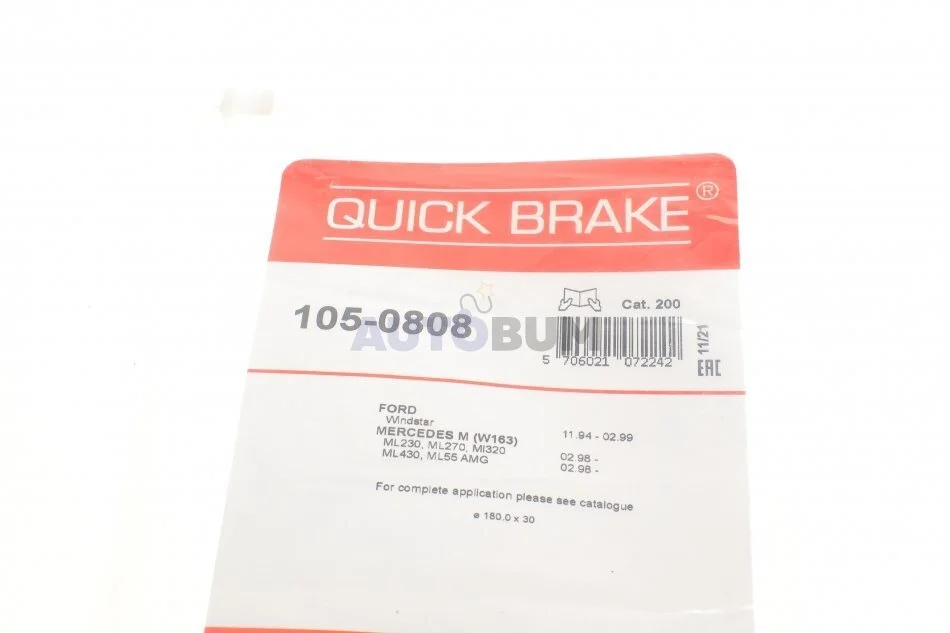 QUICK BRAKE®
105-0808
Cat. 200
AUTOBUM
5 706021 072242
11/21
EAC
FORD
Windstar 11.94 - 02.99
MERCEDES M (W163)
ML230, ML270, Ml320 02.98 -
ML430, ML55 AMG 02.98 -
For complete application please see catalogue
ø 180,0 x 30